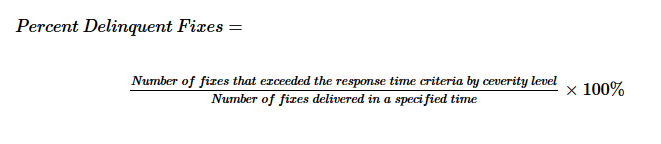 Percent Delinquent Fixes =
Number of fixes that exceeded the response time criteria by ceverity level
Number of fixes delivered in a specified time
× 100%